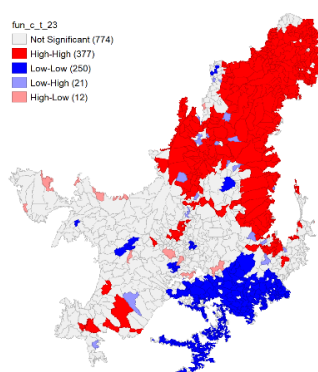 fun_c_t_23
Not Significant (774)
High-High (377)
Low-Low (250)
Low-High (21)
High-Low (12)